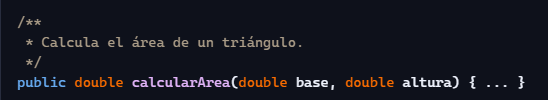 /**
 * Calcula el área de un triángulo.
 */
public double calcularArea(double base, double altura) { ... }